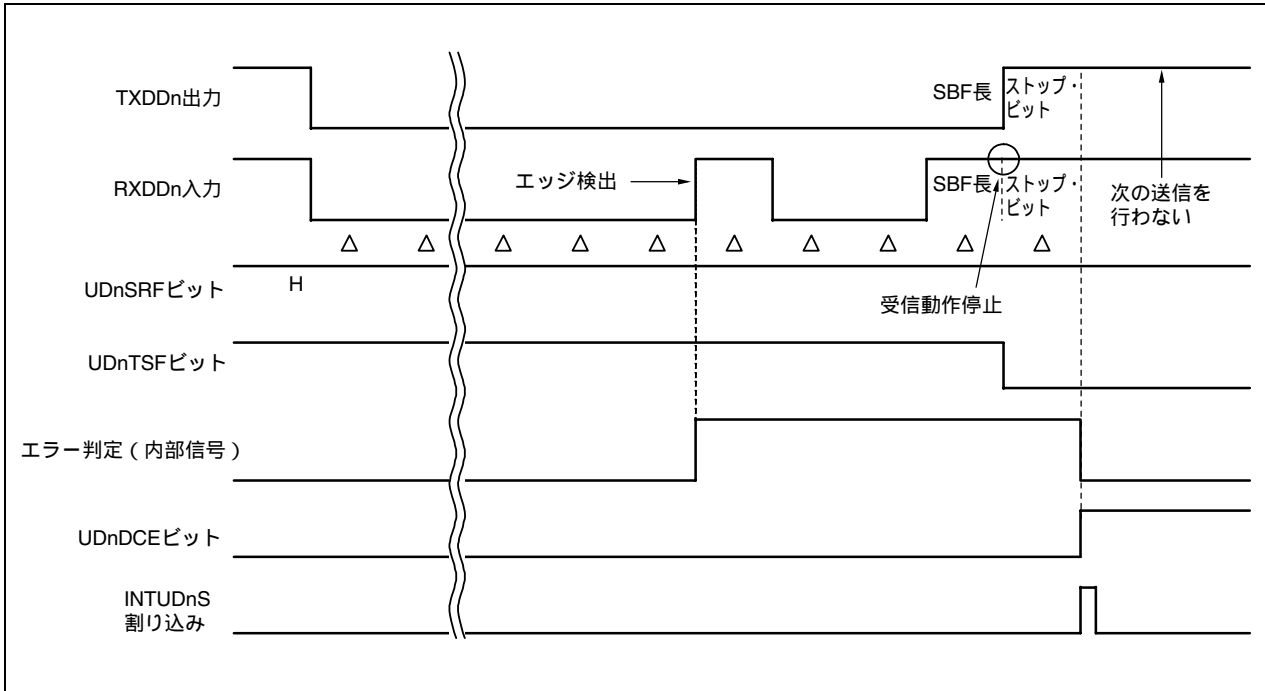 TXDDn出力
SBF長
ストップ・
ビット
RXDDn入力
エッジ検出
SBF長
ストップ・
ビット
次の送信を
行わない
UDnSRFビット
H
受信動作停止
UDnTSFビット
エラー判定（内部信号）
UDnDCEビット
INTUDnS
割り込み